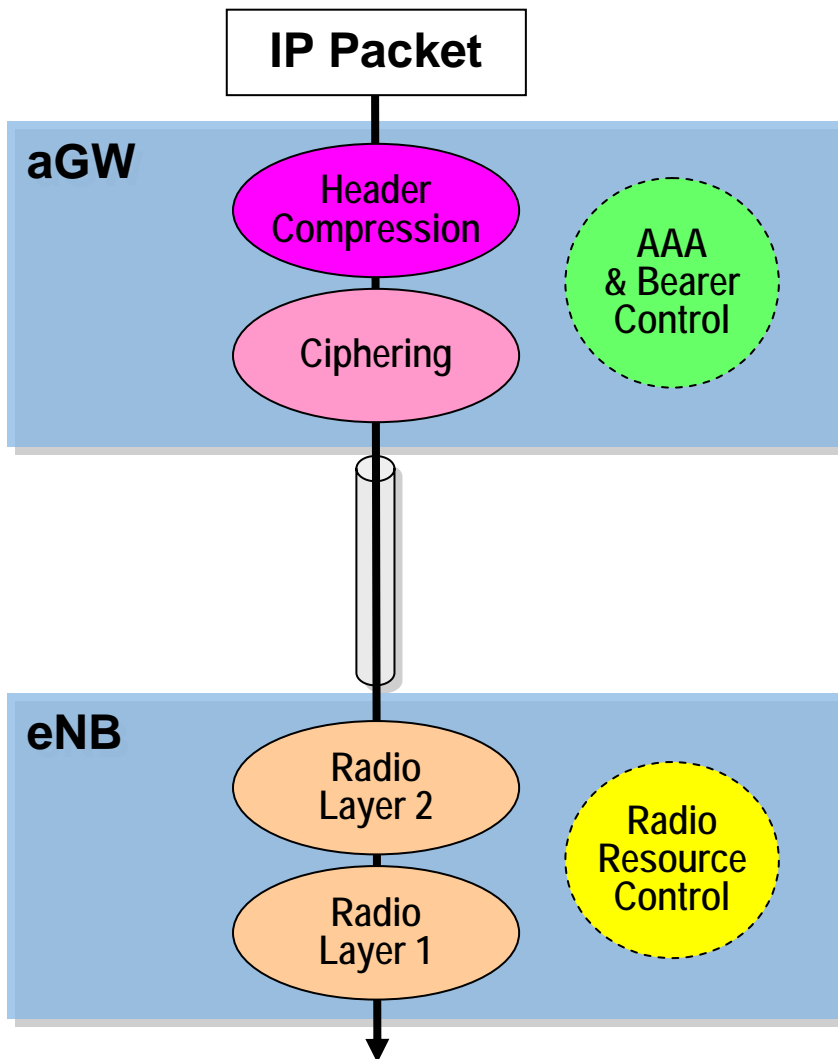 IP Packet
aGW
Header
Compression
AAA
& Bearer
Control
Ciphering
eNB
Radio
Layer 2
Radio
Resource
Control
Radio
Layer 1